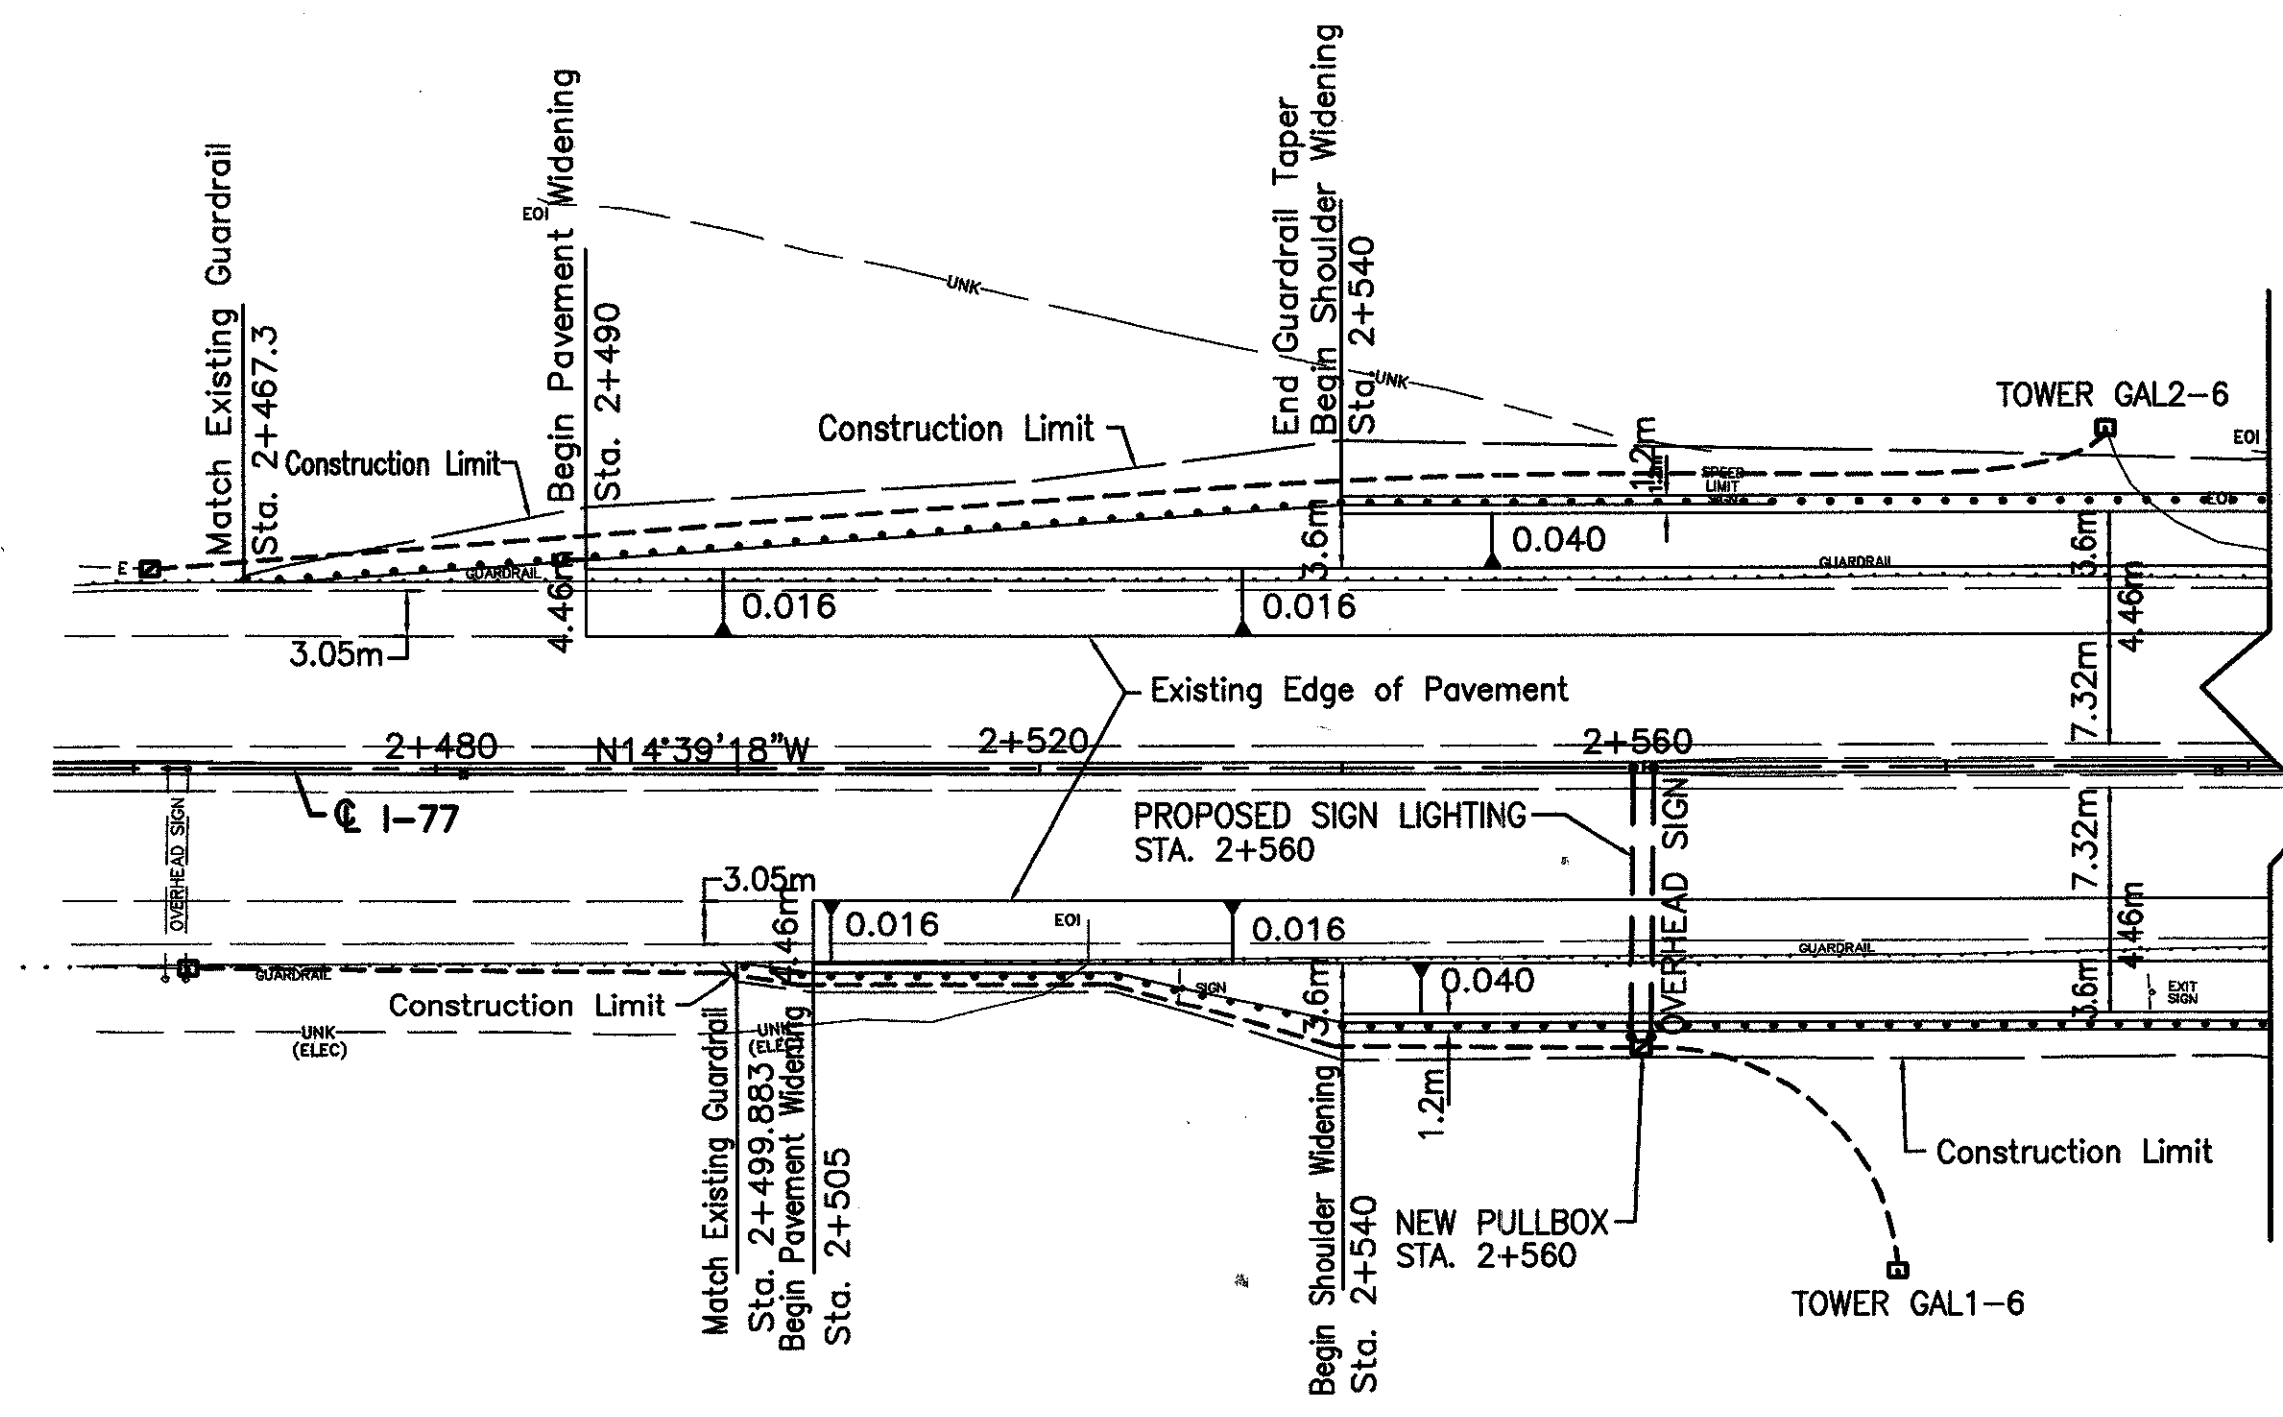 Match Existing Guardrail
Sta. 2+467.3
Begin Pavement Widening
Sta. 2+490
End Guardrail Taper
Begin Shoulder Widening
Sta. 2+540
EOI
UNK
UNK
TOWER GAL2-6
EOI
Construction Limit
Construction Limit
1.2m
SPEED
LIMIT
SIGN
EOI
E
GUARDRAIL
4.46m
3.6m
0.040
3.6m
GUARDRAIL
3.05m
0.016
0.016
4.46m
Existing Edge of Pavement
7.32m
2+480
N14°39'18"W
2+520
2+560
℄ I-77
OVERHEAD SIGN
PROPOSED SIGN LIGHTING
STA. 2+560
OVERHEAD SIGN
7.32m
3.05m
4.46m
0.016
EOI
0.016
4.46m
GUARDRAIL
GUARDRAIL
Construction Limit
SIGN
3.6m
0.040
3.6m
EXIT
SIGN
UNK
(ELEC)
UNK
(ELEC)
1.2m
Match Existing Guardrail
Sta. 2+499.883
Begin Pavement Widening
Sta. 2+505
Begin Shoulder Widening
Sta. 2+540
NEW PULLBOX
STA. 2+560
Construction Limit
TOWER GAL1-6